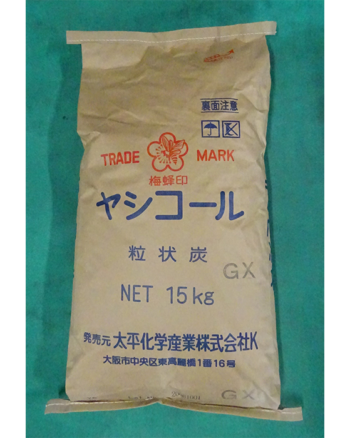 裏面注意
TRADE MARK
梅蜂印
ヤシコール
粒状炭
GX
NET 15kg
発売元 太平化学産業株式会社K
大阪市中央区東高麗橋1番16号
GX